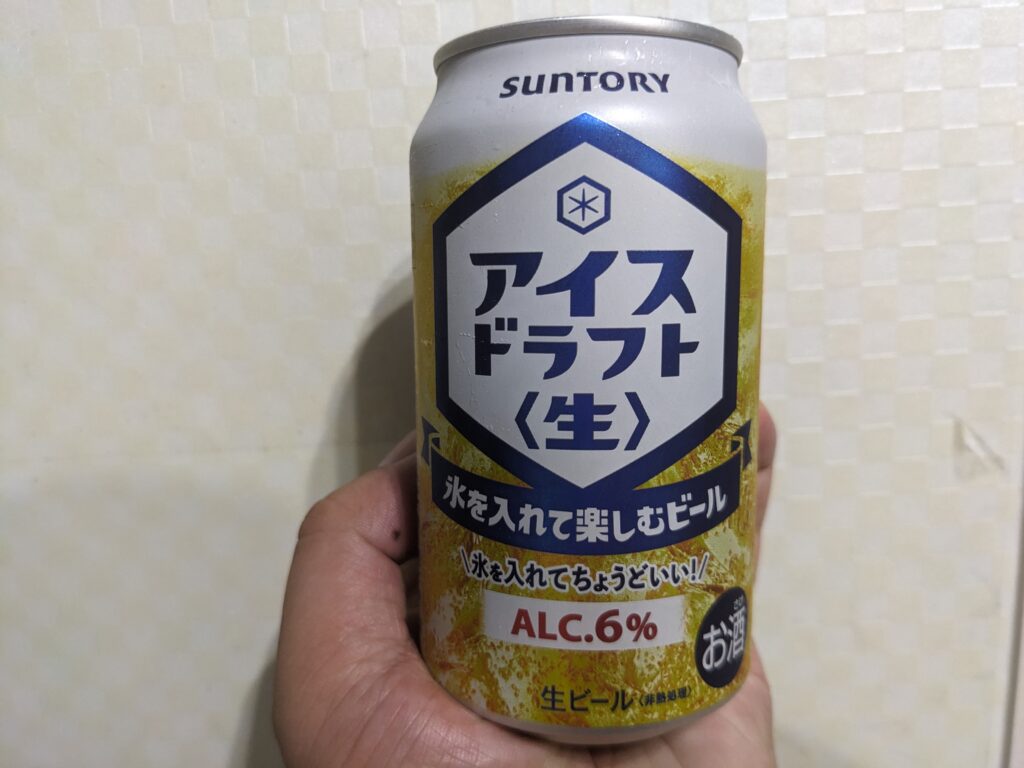 SUNTORY
アイス
ドラフト
〈生〉
氷を入れて楽しむビール
\氷を入れてちょうどいい!/
ALC.6%
さけ
お酒
生ビール〈非熱処理〉